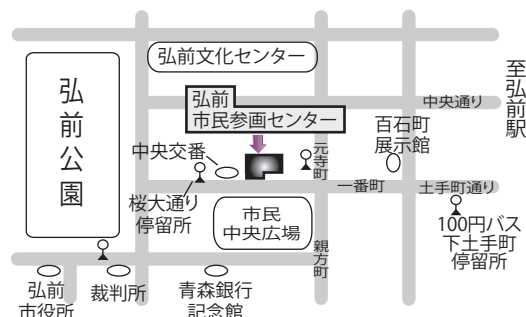 弘前文化センター
弘前公園
弘前
市民参画センター
中央通り
至弘前駅
中央交番
元寺町
百石町
展示館
桜大通り
停留所
一番町
土手町通り
市民
中央広場
親方町
100円バス
下土手町
停留所
弘前
市役所
裁判所
青森銀行
記念館